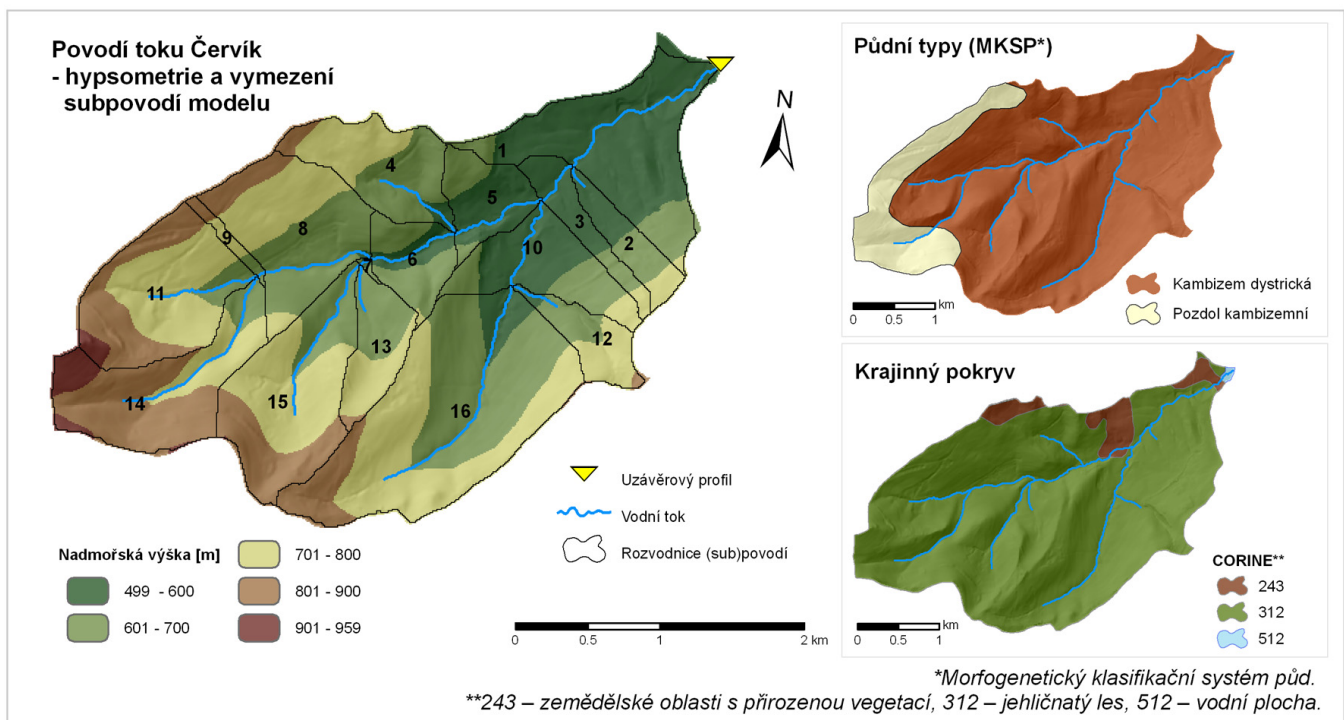 Povodí toku Červík
- hypsometrie a vymezení
subpovodí modelu
N
1
4
5
8
3
9
2
10
6
7
11
12
13
14
15
16
Uzávěrový profil
Vodní tok
Rozvodnice (sub)povodí
Nadmořská výška [m]
499 - 600
601 - 700
701 - 800
801 - 900
901 - 959
0 0.5 1 2 km
Půdní typy (MKSP*)
Kambizem dystrická
Pozdol kambizemní
km
0 0.5 1
Krajinný pokryv
CORINE**
243
312
512
km
0 0.5 1
*Morfogenetický klasifikační systém půd.
**243 – zemědělské oblasti s přirozenou vegetací, 312 – jehličnatý les, 512 – vodní plocha.